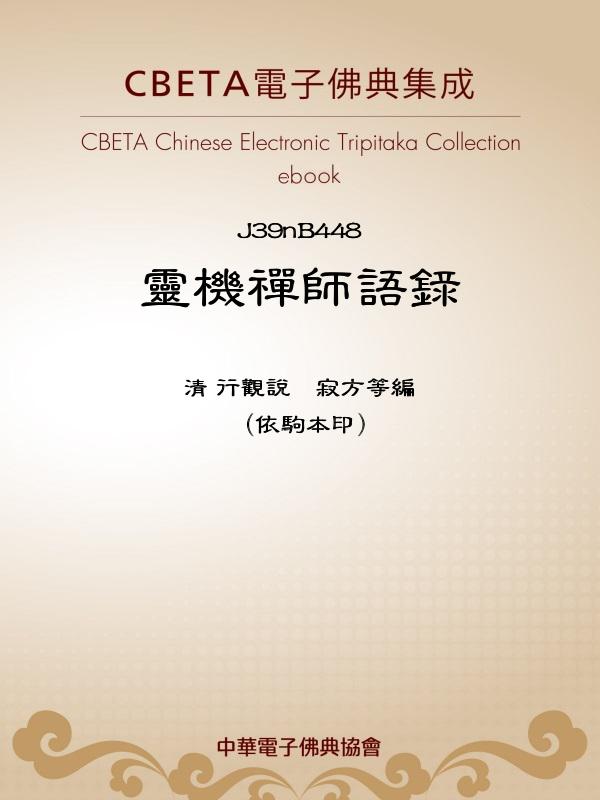 CBETA電子佛典集成
CBETA Chinese Electronic Tripitaka Collection
ebook
J39nB448
靈機禪師語錄
清 行觀說　寂方等編
（依駒本印）
中華電子佛典協會